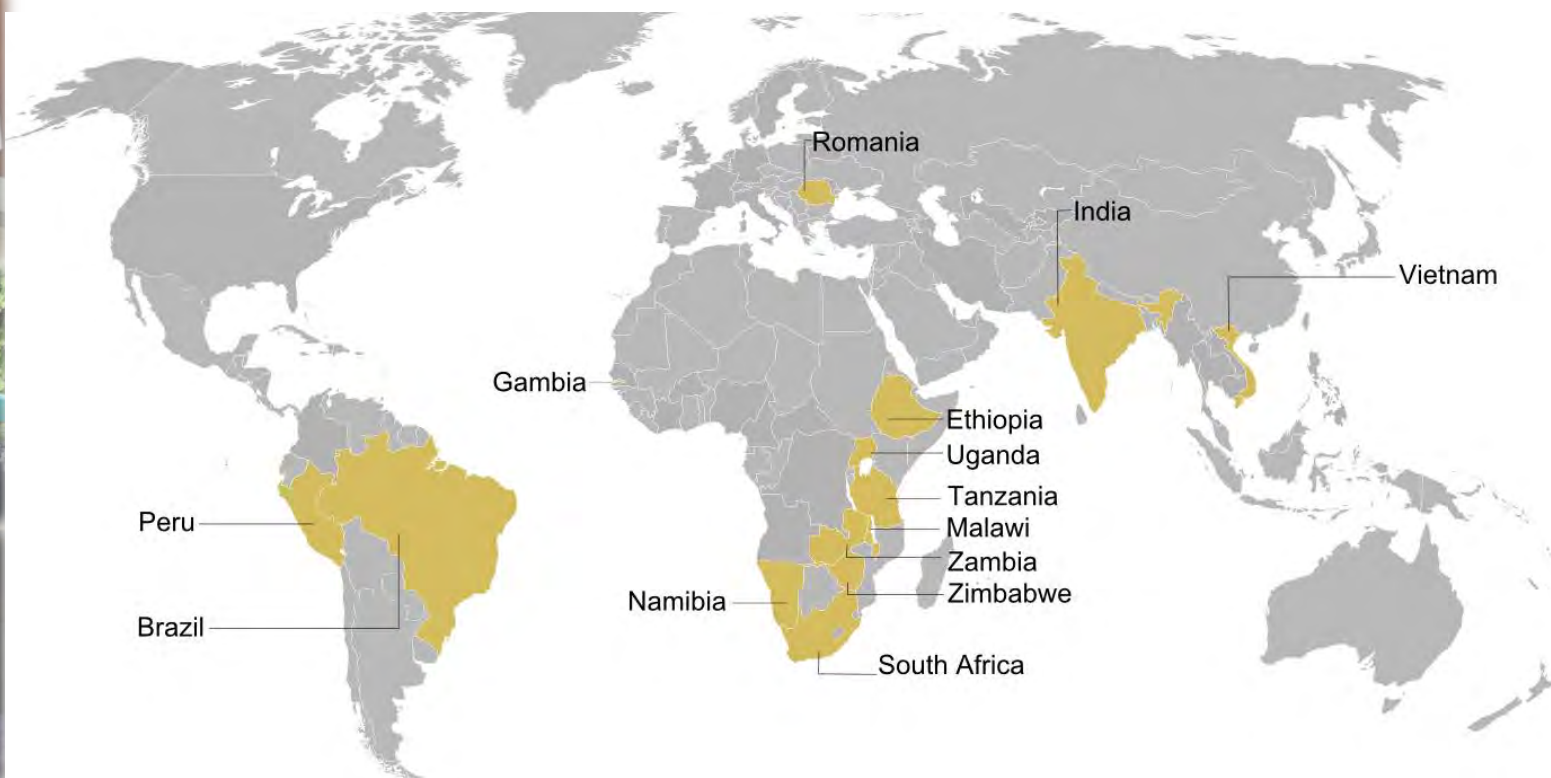 Romania
India
Vietnam
Gambia
Ethiopia
Uganda
Tanzania
Peru
Malawi
Zambia
Zimbabwe
Namibia
Brazil
South Africa